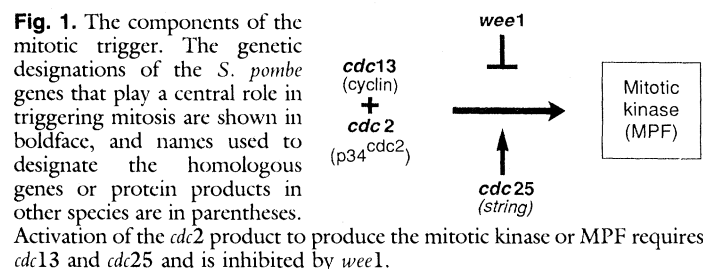 Fig. 1. The components of the
mitotic trigger. The genetic
designations of the S. pombe
genes that play a central role in
triggering mitosis are shown in
boldface, and names used to
designate the homologous
genes or protein products in
other species are in parentheses.
Activation of the cdc2 product to produce the mitotic kinase or MPF requires
cdc13 and cdc25 and is inhibited by wee1.
wee1
cdc13
(cyclin)
+
cdc 2
(p34cdc2)
cdc25
(string)
Mitotic
kinase
(MPF)